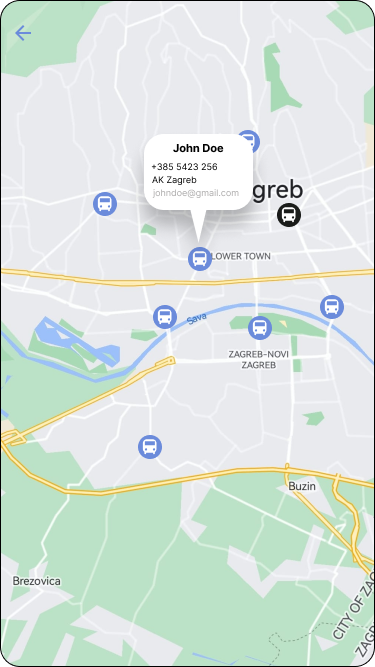 John Doe
+385 5423 256
AK Zagreb
johndoe@gmail.com
greb
LOWER TOWN
Sava
ZAGREB-NOVI
ZAGREB
Buzin
Brezovica
CITY OF ZAG
ZAGR